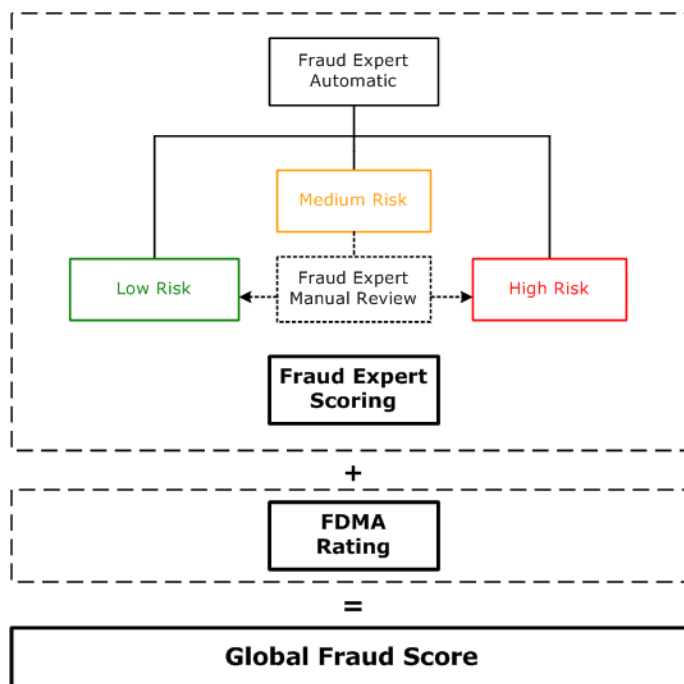 Fraud Expert
Automatic
Medium Risk
Low Risk
Fraud Expert
Manual Review
High Risk
Fraud Expert
Scoring
+
FDMA
Rating
=
Global Fraud Score